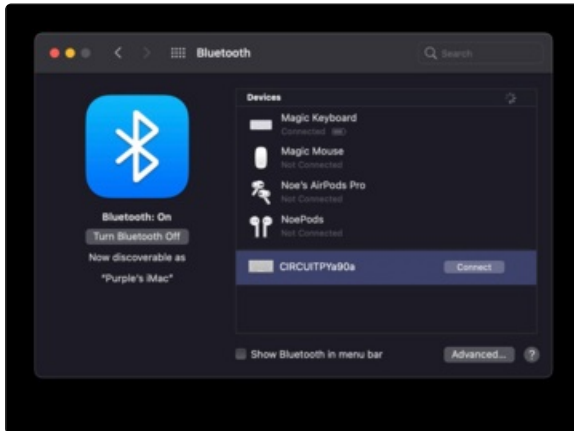 Bluetooth
Search
Devices
Magic Keyboard
Connected
Magic Mouse
Not Connected
Noe's AirPods Pro
Not Connected
NoePods
Not Connected
CIRCUITPYa90a
Connect
Bluetooth: On
Turn Bluetooth Off
Now discoverable as
"Purple's iMac"
Show Bluetooth in menu bar
Advanced...
?